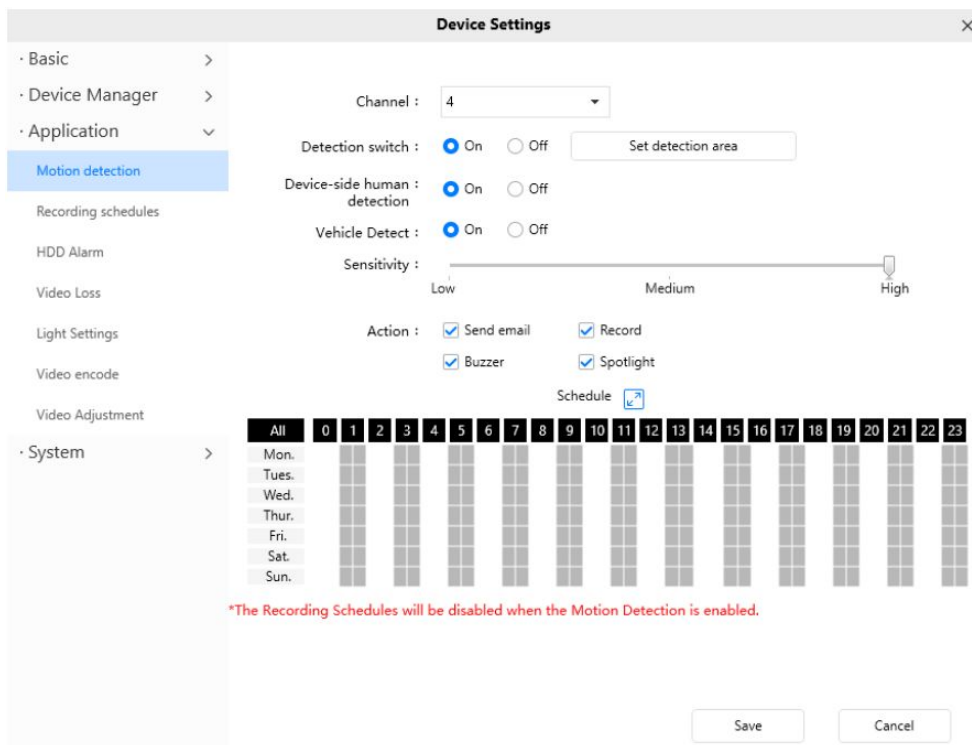 Device Settings
· Basic
· Device Manager
· Application
Motion detection
Recording schedules
HDD Alarm
Video Loss
Light Settings
Video encode
Video Adjustment
· System
Channel : 4
Detection switch : On Off Set detection area
Device-side human :
detection On Off
Vehicle Detect : On Off
Sensitivity :
Low Medium High
Action : Send email Record
Buzzer Spotlight
Schedule
All 0 1 2 3 4 5 6 7 8 9 10 11 12 13 14 15 16 17 18 19 20 21 22 23
Mon.
Tues.
Wed.
Thur.
Fri.
Sat.
Sun.
*The Recording Schedules will be disabled when the Motion Detection is enabled.
Save Cancel